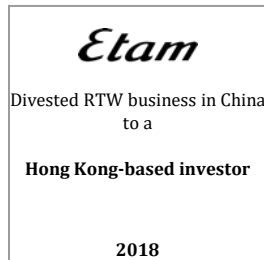 Etam
Divested RTW business in China
to a
Hong Kong-based investor
2018